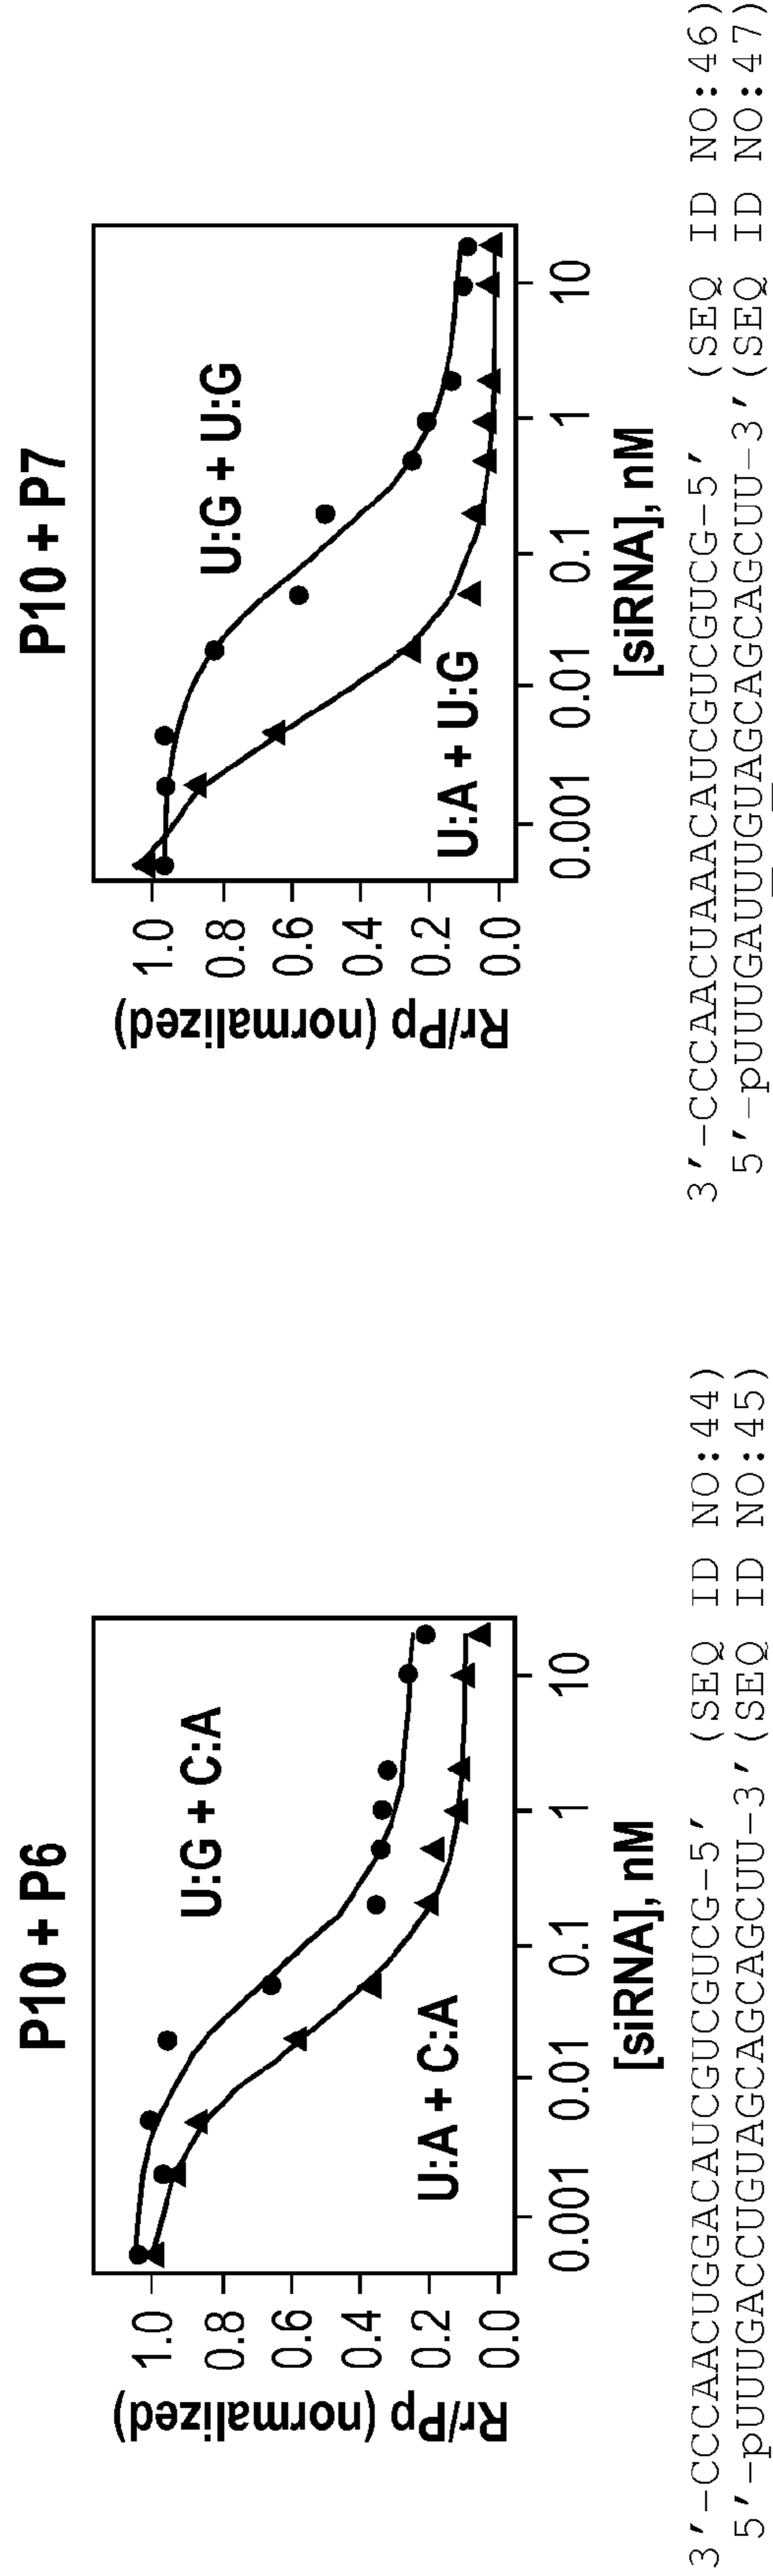 P10 + P6
Rr/Pp (normalized)
1.0
0.8
0.6
0.4
0.2
0.0
U:G + C:A
U:A + C:A
0.001
0.01
0.1
1
10
[siRNA], nM
3′-CCCAACUGGACAUCGUCGUCG-5′ (SEQ ID NO:44)
5′-pUUUGACCUGUAGCAGCAGCUU-3′ (SEQ ID NO:45)
P10 + P7
Rr/Pp (normalized)
1.0
0.8
0.6
0.4
0.2
0.0
U:G + U:G
U:A + U:G
0.001
0.01
0.1
1
10
[siRNA], nM
3′-CCCAACUAAACAUCGUCGUCG-5′ (SEQ ID NO:46)
5′-pUUUGAUUUGUAGCAGCAGCUU-3′ (SEQ ID NO:47)